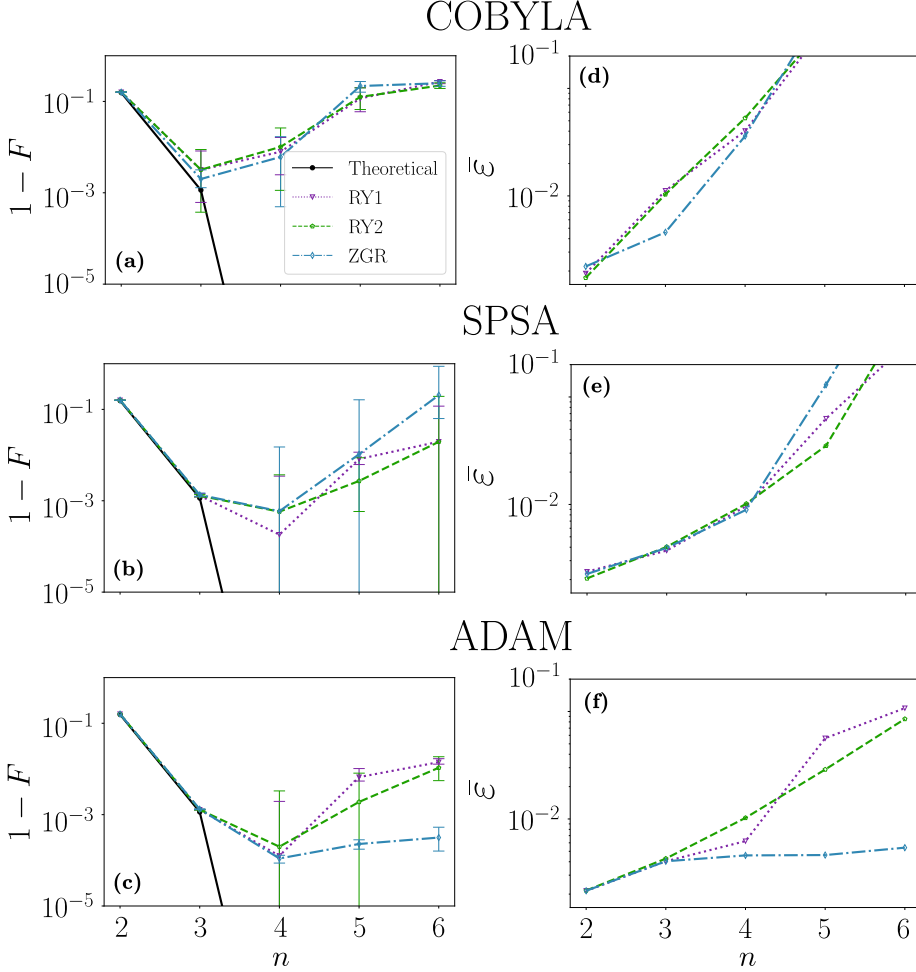 COBYLA
10⁻¹
10⁻³
10⁻⁵
1 − F
(a)
Theoretical
RY1
RY2
ZGR
10⁻¹
10⁻²
ε̅
(d)
SPSA
10⁻¹
10⁻³
10⁻⁵
1 − F
(b)
10⁻¹
10⁻²
ε̅
(e)
ADAM
10⁻¹
10⁻³
10⁻⁵
1 − F
(c)
2 3 4 5 6
n
10⁻¹
10⁻²
ε̅
(f)
2 3 4 5 6
n